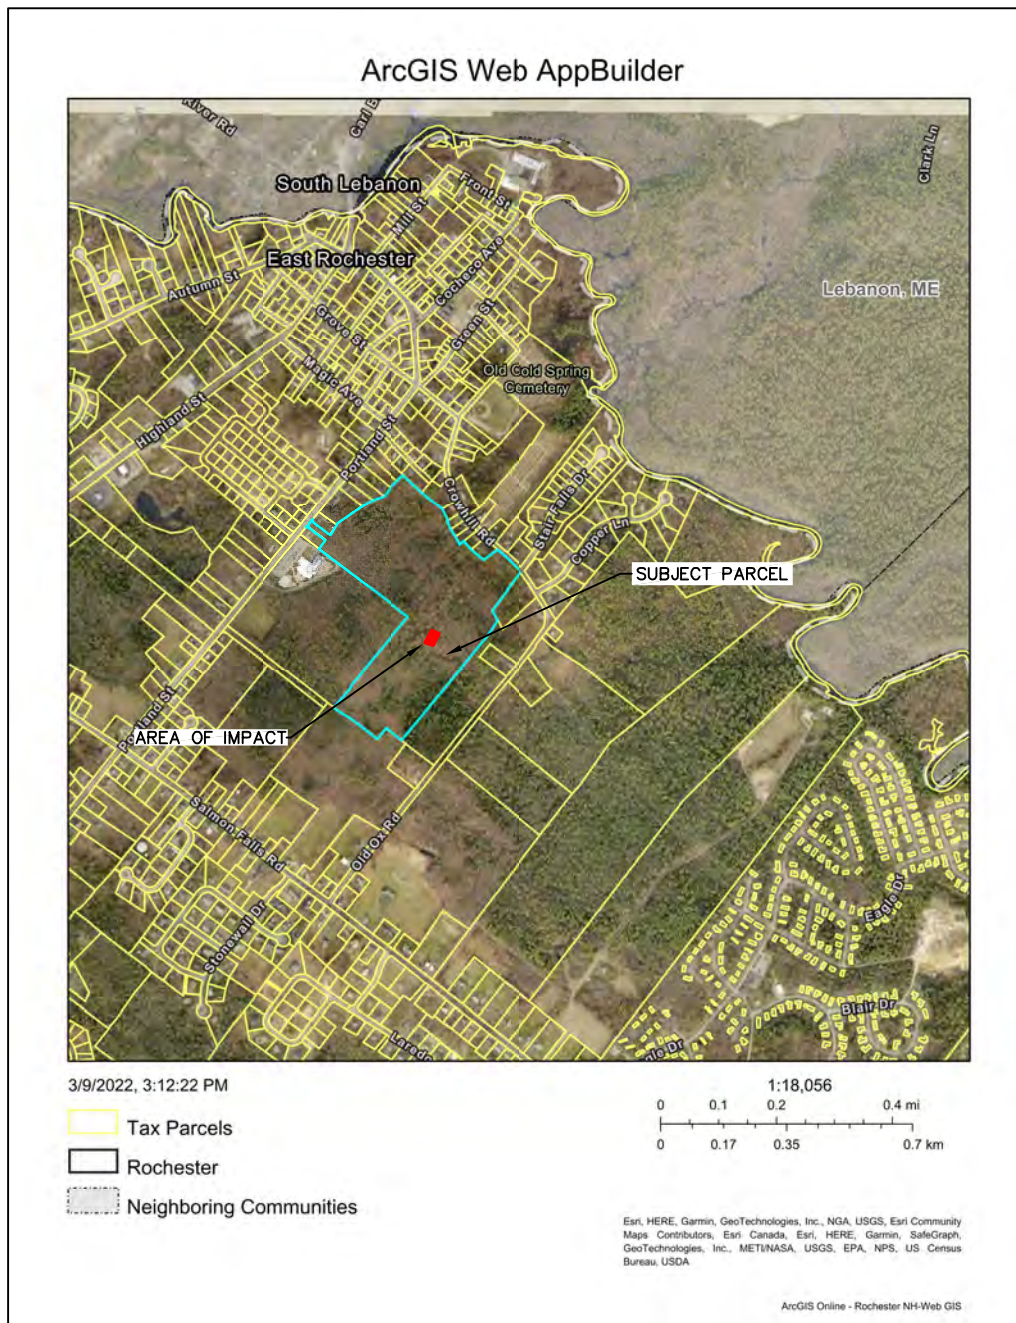 ArcGIS Web AppBuilder
River Rd
Carl B
Clark Ln
South Lebanon
Front St
Mill St
East Rochester
Cocheco Ave
Autumn St
Lebanon, ME
Green St
Grove St
Old Cold Spring
Cemetery
Magic Ave
Highland St
Portland St
Crowhill Rd
Stair Falls Dr
Copper Ln
SUBJECT PARCEL
Portland St
AREA OF IMPACT
Salmon Falls Rd
Old Ox Rd
Eagle Dr
Stonewall Dr
Blair Dr
Laredo
gle Dr
3/9/2022, 3:12:22 PM
1:18,056
0 0.1 0.2 0.4 mi
0 0.17 0.35 0.7 km
Tax Parcels
Rochester
Neighboring Communities
Esri, HERE, Garmin, GeoTechnologies, Inc., NGA, USGS, Esri Community
Maps Contributors, Esri Canada, Esri, HERE, Garmin, SafeGraph,
GeoTechnologies, Inc., METI/NASA, USGS, EPA, NPS, US Census
Bureau, USDA
ArcGIS Online - Rochester NH-Web GIS